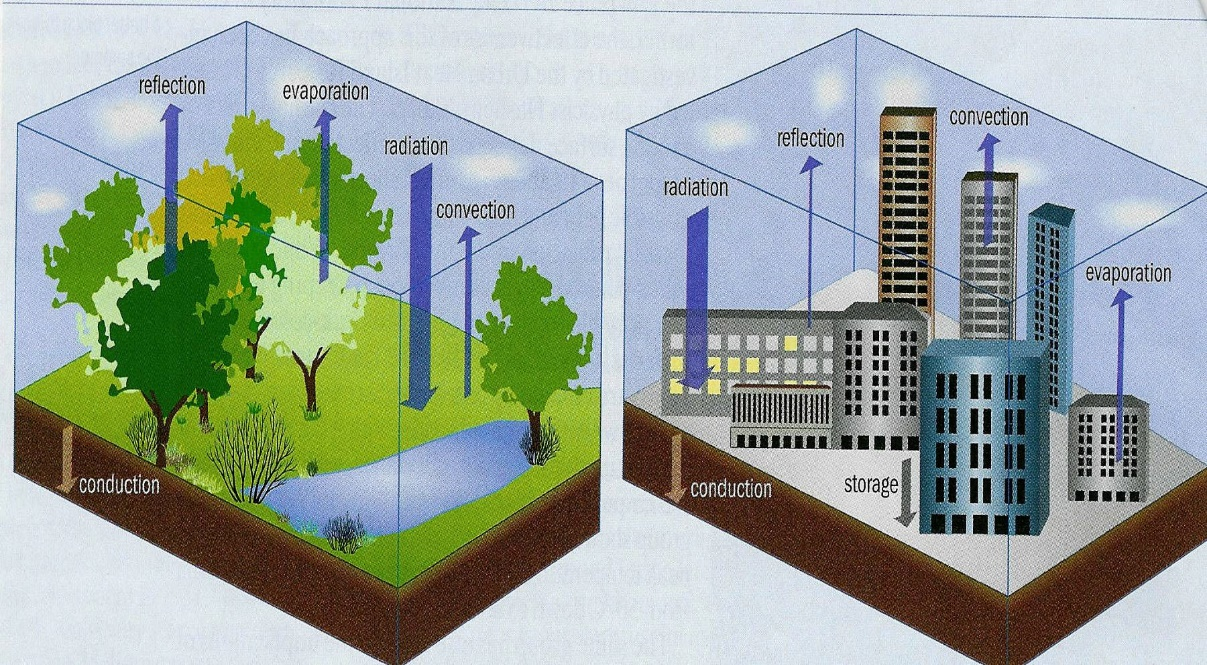 reflection
evaporation
radiation
convection
conduction
radiation
reflection
convection
evaporation
conduction
storage